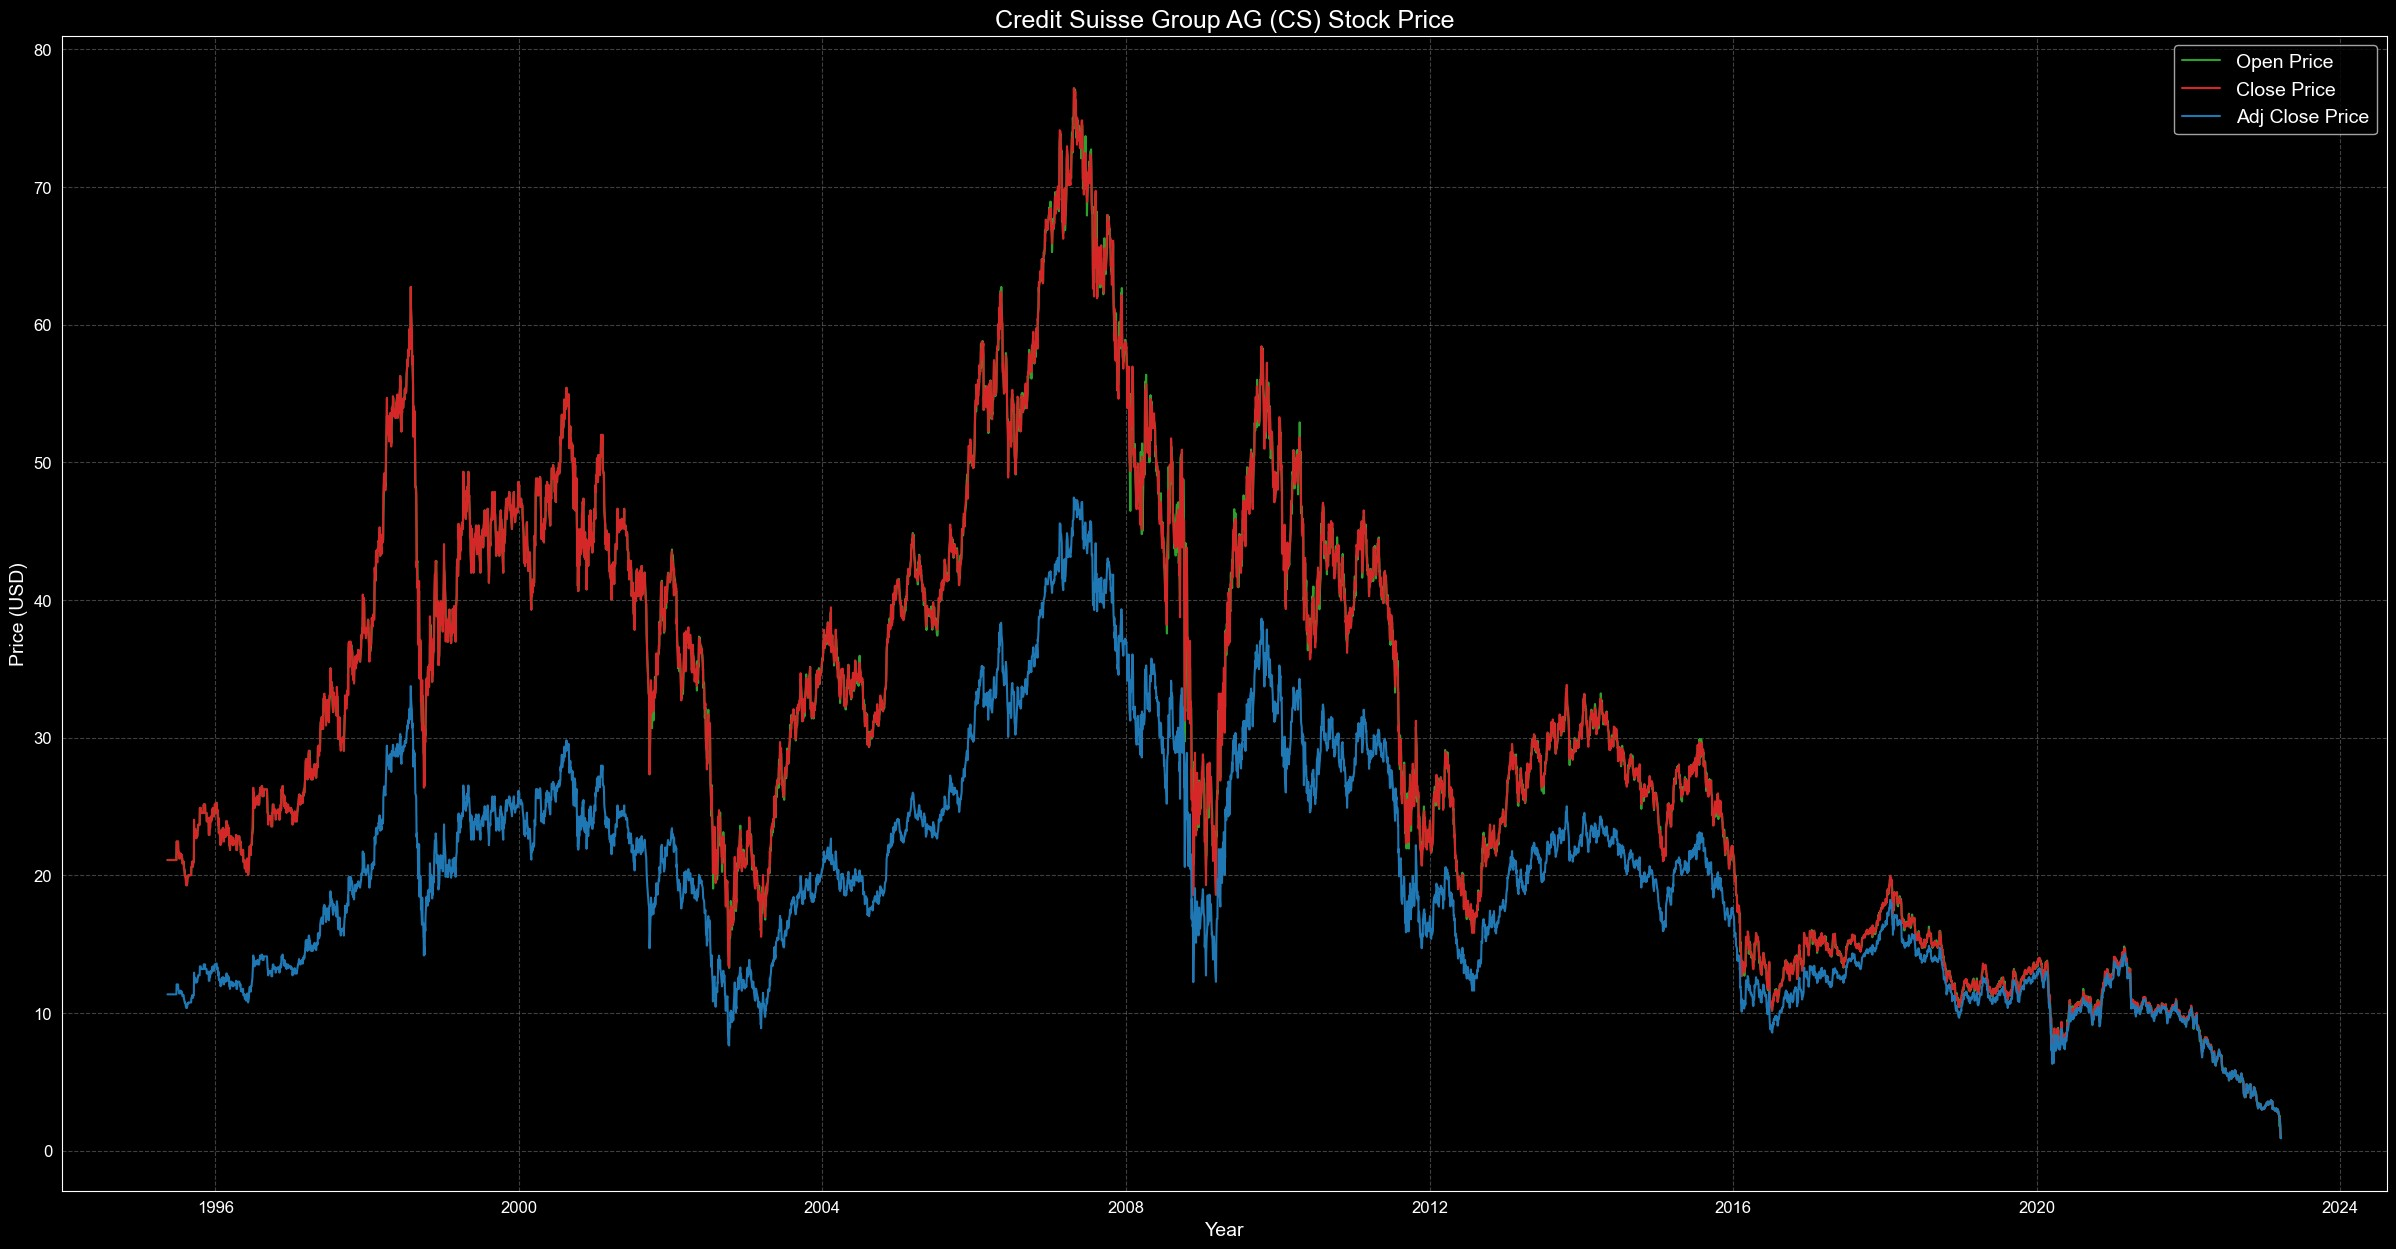 Credit Suisse Group AG (CS) Stock Price
80
70
60
50
40
30
20
10
0
Price (USD)
Open Price
Close Price
Adj Close Price
1996 2000 2004 2008 2012 2016 2020 2024
Year